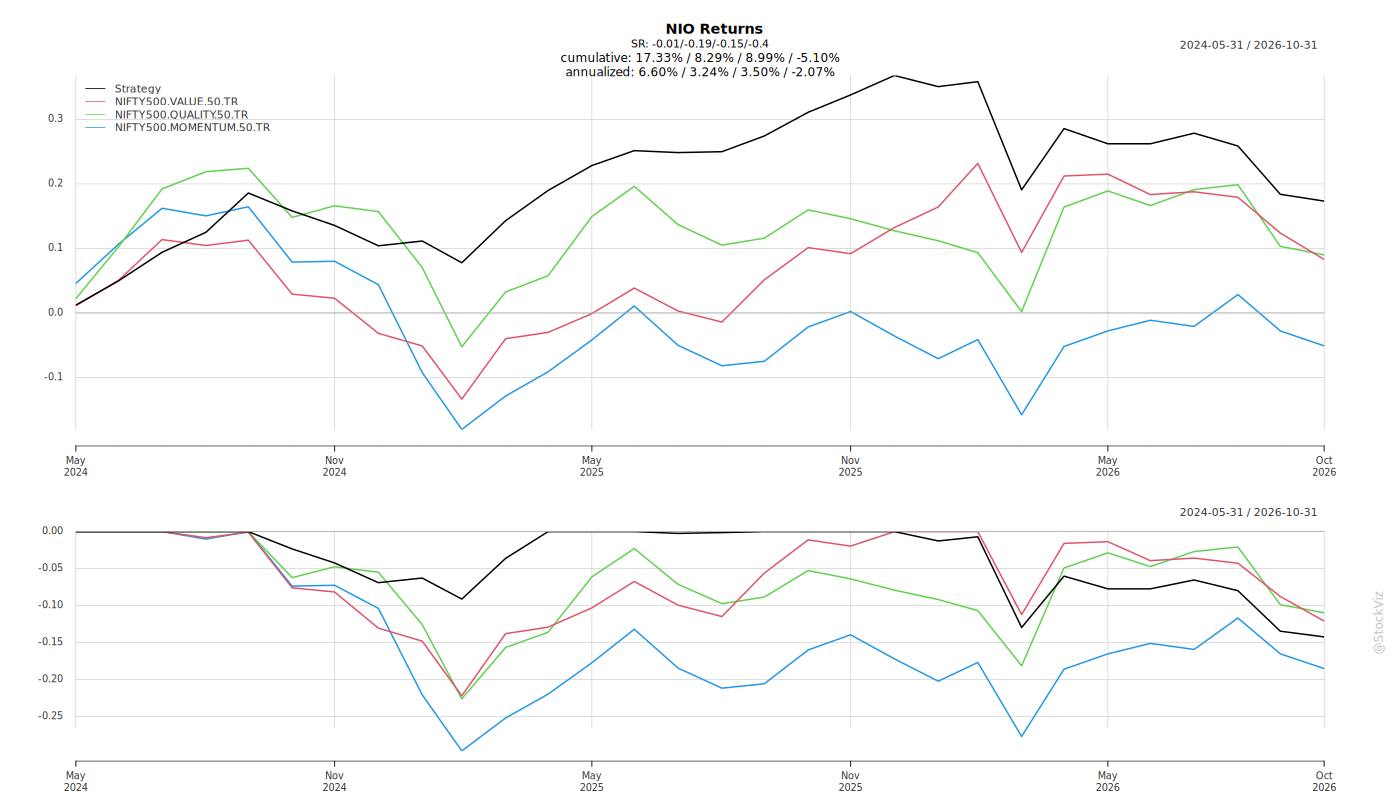 NIO Returns
SR: -0.01/-0.19/-0.15/-0.4
cumulative: 17.33% / 8.29% / 8.99% / -5.10%
annualized: 6.60% / 3.24% / 3.50% / -2.07%
2024-05-31 / 2026-10-31
Strategy
NIFTY500.VALUE.50.TR
NIFTY500.QUALITY.50.TR
NIFTY500.MOMENTUM.50.TR
0.3
0.2
0.1
0.0
-0.1
May Nov May Nov May Oct
2024 2024 2025 2025 2026 2026
2024-05-31 / 2026-10-31
0.00
-0.05
-0.10
-0.15
-0.20
-0.25
May Nov May Nov May Oct
2024 2024 2025 2025 2026 2026
@StockViz